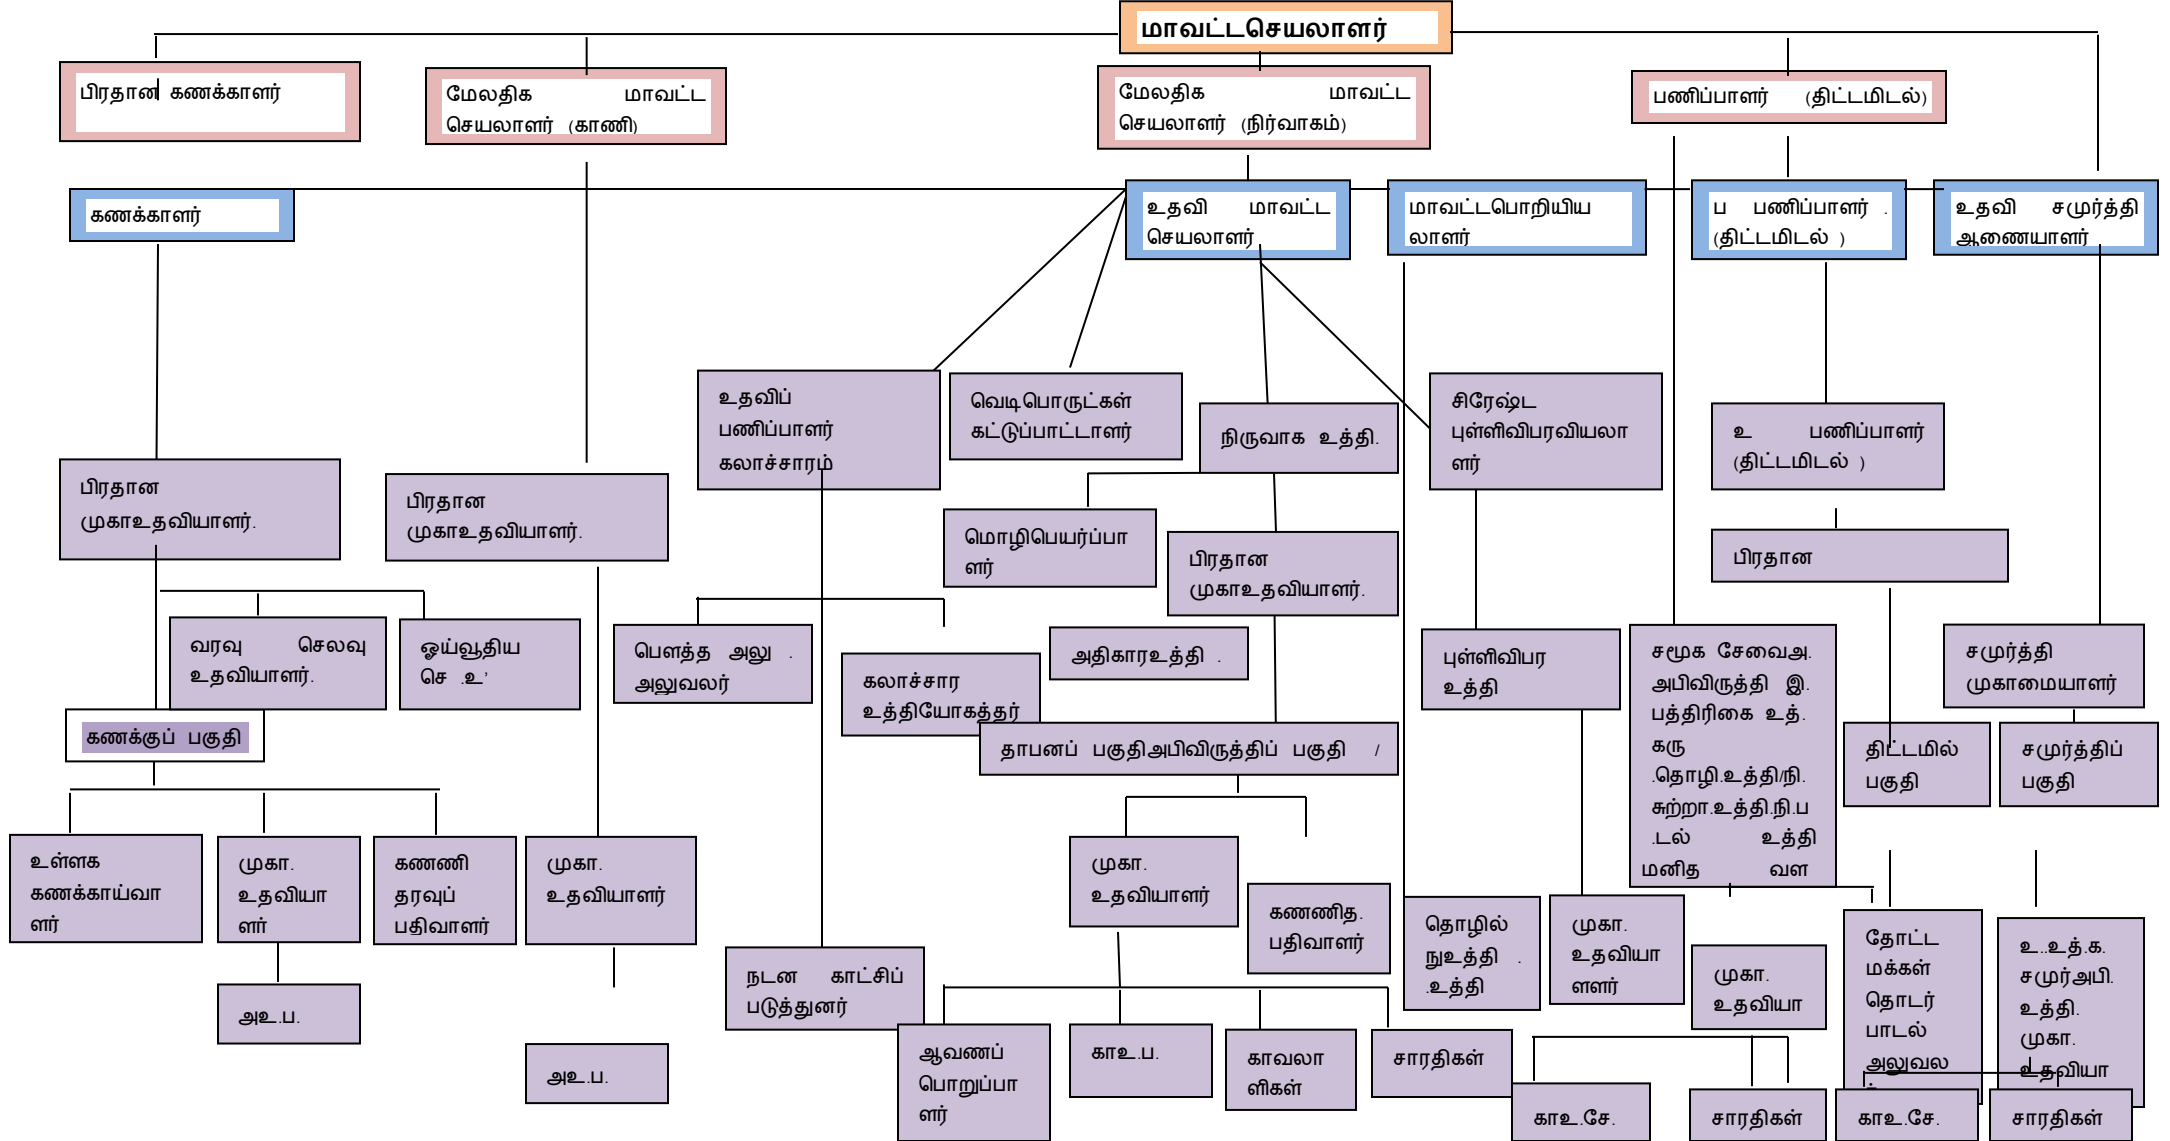 மாவட்டசெயலாளர்
பிரதான கணக்காளர்
மேலதிக மாவட்ட
செயலாளர் (காணி)
மேலதிக மாவட்ட
செயலாளர் (நிர்வாகம்)
பணிப்பாளர் (திட்டமிடல்)
கணக்காளர்
உதவி மாவட்ட
செயலாளர்
மாவட்டபொறியிய
லாளர்
ப பணிப்பாளர் .
(திட்டமிடல் )
உதவி சமுர்த்தி
ஆணையாளர்
உதவிப்
பணிப்பாளர்
கலாச்சாரம்
வெடிபொருட்கள்
கட்டுப்பாட்டாளர்
நிருவாக உத்தி.
சிரேஷ்ட
புள்ளிவிபரவியலா
ளர்
உ பணிப்பாளர்
(திட்டமிடல் )
பிரதான
முகாஉதவியாளர்.
பிரதான
முகாஉதவியாளர்.
மொழிபெயர்ப்பா
ளர்
பிரதான
முகாஉதவியாளர்.
பிரதான
வரவு செலவு
உதவியாளர்.
ஓய்வூதிய
செ .உ'
பௌத்த அலு .
அலுவலர்
கலாச்சார
உத்தியோகத்தர்
அதிகாரஉத்தி .
புள்ளிவிபர
உத்தி
சமூக சேவைஅ.
அபிவிருத்தி இ.
பத்திரிகை உத்.
கரு
.தொழி.உத்தி/நி.
சுற்றா.உத்தி.நி.ப
.டல் உத்தி
மனித வள
சமுர்த்தி
முகாமையாளர்
கணக்குப் பகுதி
தாபனப் பகுதிஅபிவிருத்திப் பகுதி /
திட்டமில்
பகுதி
சமுர்த்திப்
பகுதி
உள்ளக
கணக்காய்வா
ளர்
முகா.
உதவியா
ளர்
கணணி
தரவுப்
பதிவாளர்
முகா.
உதவியாளர்
முகா.
உதவியாளர்
கணணித.
பதிவாளர்
தொழில்
நுஉத்தி .
.உத்தி
முகா.
உதவியா
ளளர்
முகா.
உதவியா
தோட்ட
மக்கள்
தொடர்
பாடல்
அலுவல
உ..உத்.க.
சமுர்அபி.
உத்தி.
முகா.
உதவியா
நடன காட்சிப்
படுத்துனர்
அஉ.ப.
அஉ.ப.
ஆவணப்
பொறுப்பா
ளர்
காஉ.ப.
காவலா
ளிகள்
சாரதிகள்
காஉ.சே.
சாரதிகள்
காஉ.சே.
சாரதிகள்